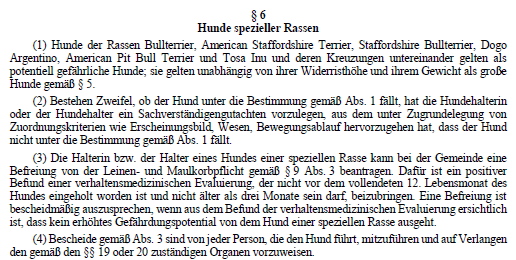 § 6
Hunde spezieller Rassen
(1) Hunde der Rassen Bullterrier, American Staffordshire Terrier, Staffordshire Bullterrier, Dogo
Argentino, American Pit Bull Terrier und Tosa Inu und deren Kreuzungen untereinander gelten als
potentiell gefährliche Hunde; sie gelten unabhängig von ihrer Widerristhöhe und ihrem Gewicht als große
Hunde gemäß § 5.
(2) Bestehen Zweifel, ob der Hund unter die Bestimmung gemäß Abs. 1 fällt, hat die Hundehalterin
oder der Hundehalter ein Sachverständigengutachten vorzulegen, aus dem unter Zugrundelegung von
Zuordnungskriterien wie Erscheinungsbild, Wesen, Bewegungsablauf hervorzugehen hat, dass der Hund
nicht unter die Bestimmung gemäß Abs. 1 fällt.
(3) Die Halterin bzw. der Halter eines Hundes einer speziellen Rasse kann bei der Gemeinde eine
Befreiung von der Leinen- und Maulkorbpflicht gemäß § 9 Abs. 3 beantragen. Dafür ist ein positiver
Befund einer verhaltensmedizinischen Evaluierung, der nicht vor dem vollendeten 12. Lebensmonat des
Hundes eingeholt worden ist und nicht älter als drei Monate sein darf, beizubringen. Eine Befreiung ist
bescheidmäßig auszusprechen, wenn aus dem Befund der verhaltensmedizinischen Evaluierung ersichtlich
ist, dass kein erhöhtes Gefährdungspotential von dem Hund einer speziellen Rasse ausgeht.
(4) Bescheide gemäß Abs. 3 sind von jeder Person, die den Hund führt, mitzuführen und auf Verlangen
den gemäß den §§ 19 oder 20 zuständigen Organen vorzuweisen.